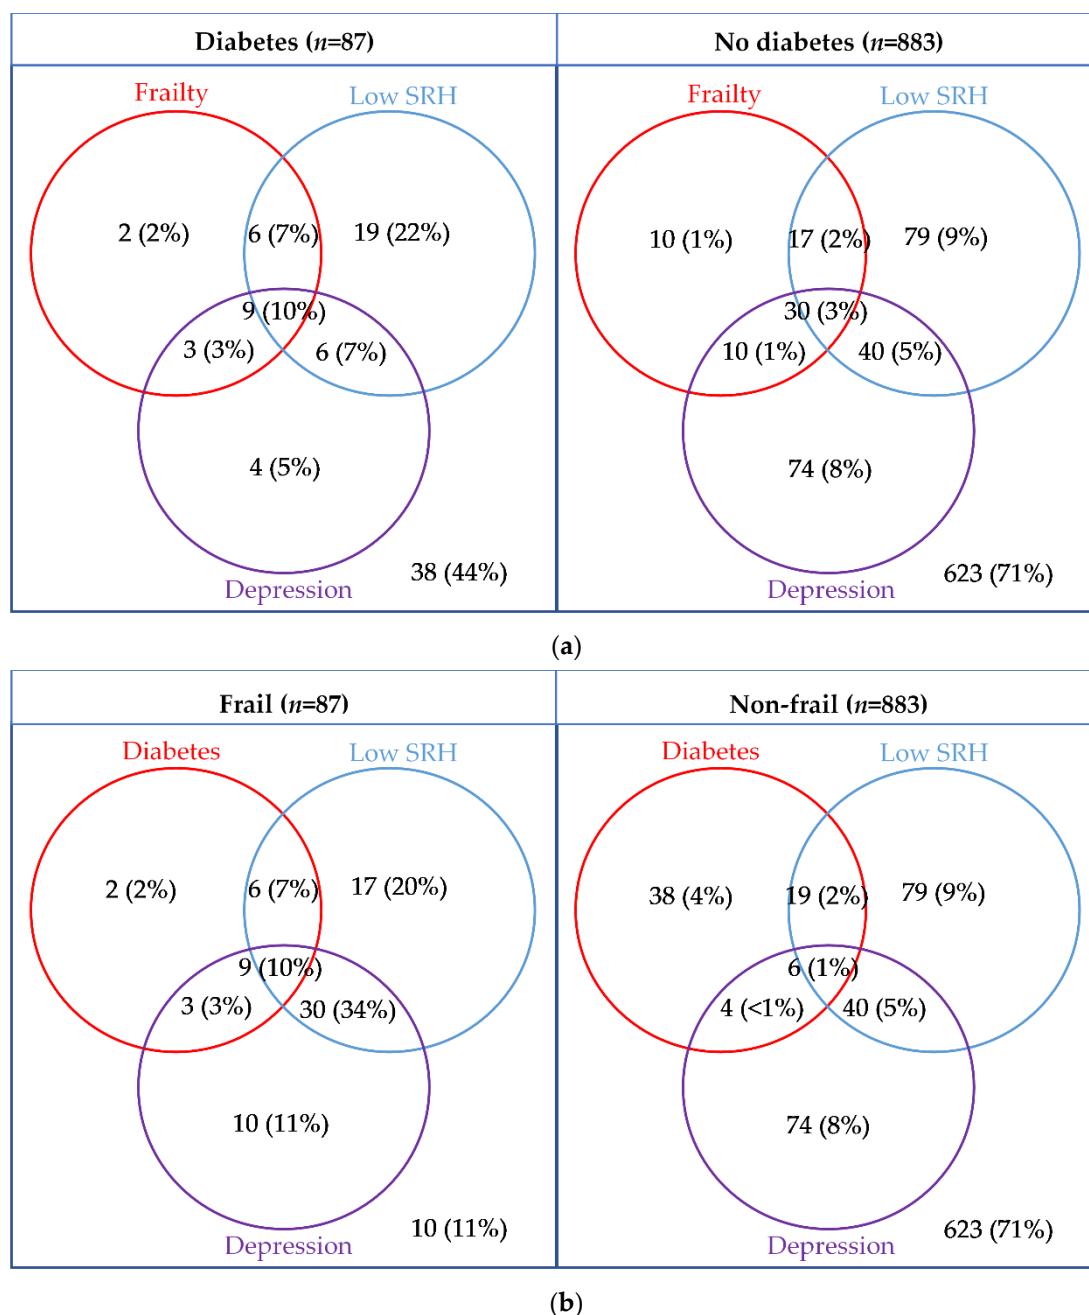 Diabetes (n=87) No diabetes (n=883)
Frailty Low SRH Frailty Low SRH
2 (2%) 6 (7%) 19 (22%) 10 (1%) 17 (2%) 79 (9%)
9 (10%) 30 (3%)
3 (3%) 6 (7%) 10 (1%) 40 (5%)
4 (5%) 74 (8%)
38 (44%) 623 (71%)
Depression Depression
(a)
Frail (n=87) Non-frail (n=883)
Diabetes Low SRH Diabetes Low SRH
2 (2%) 6 (7%) 17 (20%) 38 (4%) 19 (2%) 79 (9%)
9 (10%) 6 (1%)
3 (3%) 30 (34%) 4 (<1%) 40 (5%)
10 (11%) 74 (8%)
10 (11%) 623 (71%)
Depression Depression
(b)